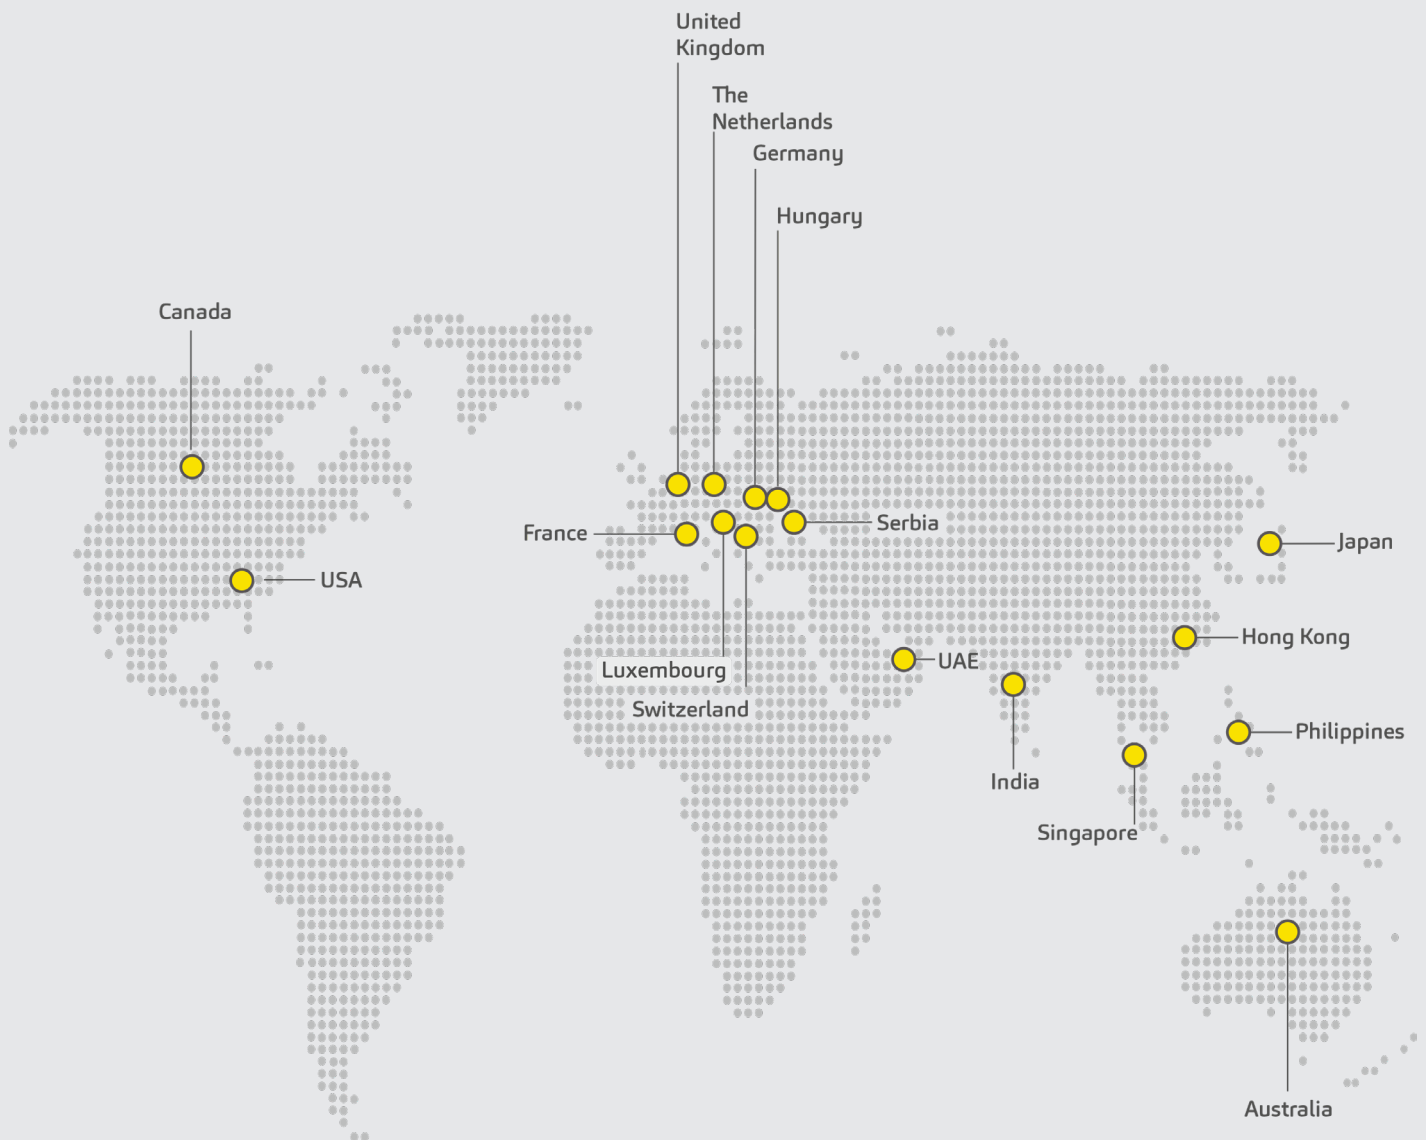 United
Kingdom
The
Netherlands
Germany
Hungary
Canada
France
Serbia
Japan
USA
Hong Kong
UAE
Luxembourg
Switzerland
Philippines
India
Singapore
Australia